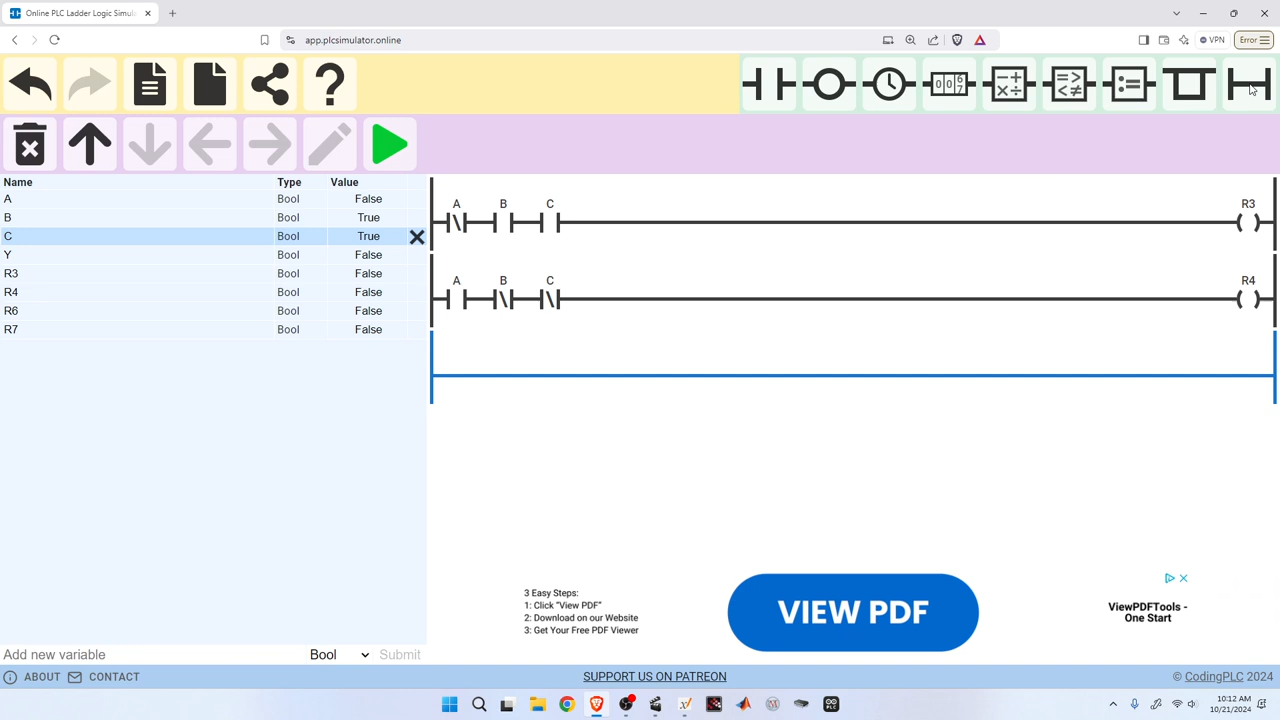 Online PLC Ladder Logic Simul
app.plcsimulator.online
VPN
Error
Name Type Value
A Bool False
B Bool True
C Bool True
Y Bool False
R3 Bool False
R4 Bool False
R6 Bool False
R7 Bool False
A B C R3
A B C R4
3 Easy Steps:
1: Click "View PDF"
2: Download on our Website
3: Get Your Free PDF Viewer
VIEW PDF
ViewPDFTools -
One Start
Add new variable Bool Submit
ABOUT CONTACT SUPPORT US ON PATREON © CodingPLC 2024
10:12 AM
10/21/2024